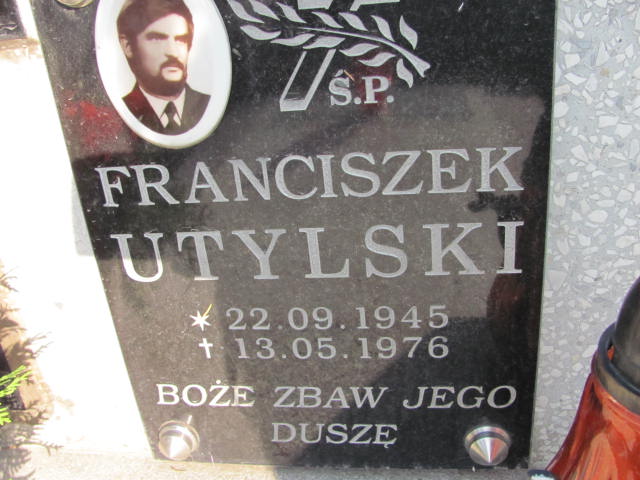 Ś.P.
FRANCISZEK
UTYLSKI
* 22.09.1945
† 13.05.1976
BOŻE ZBAW JEGO
DUSZĘ